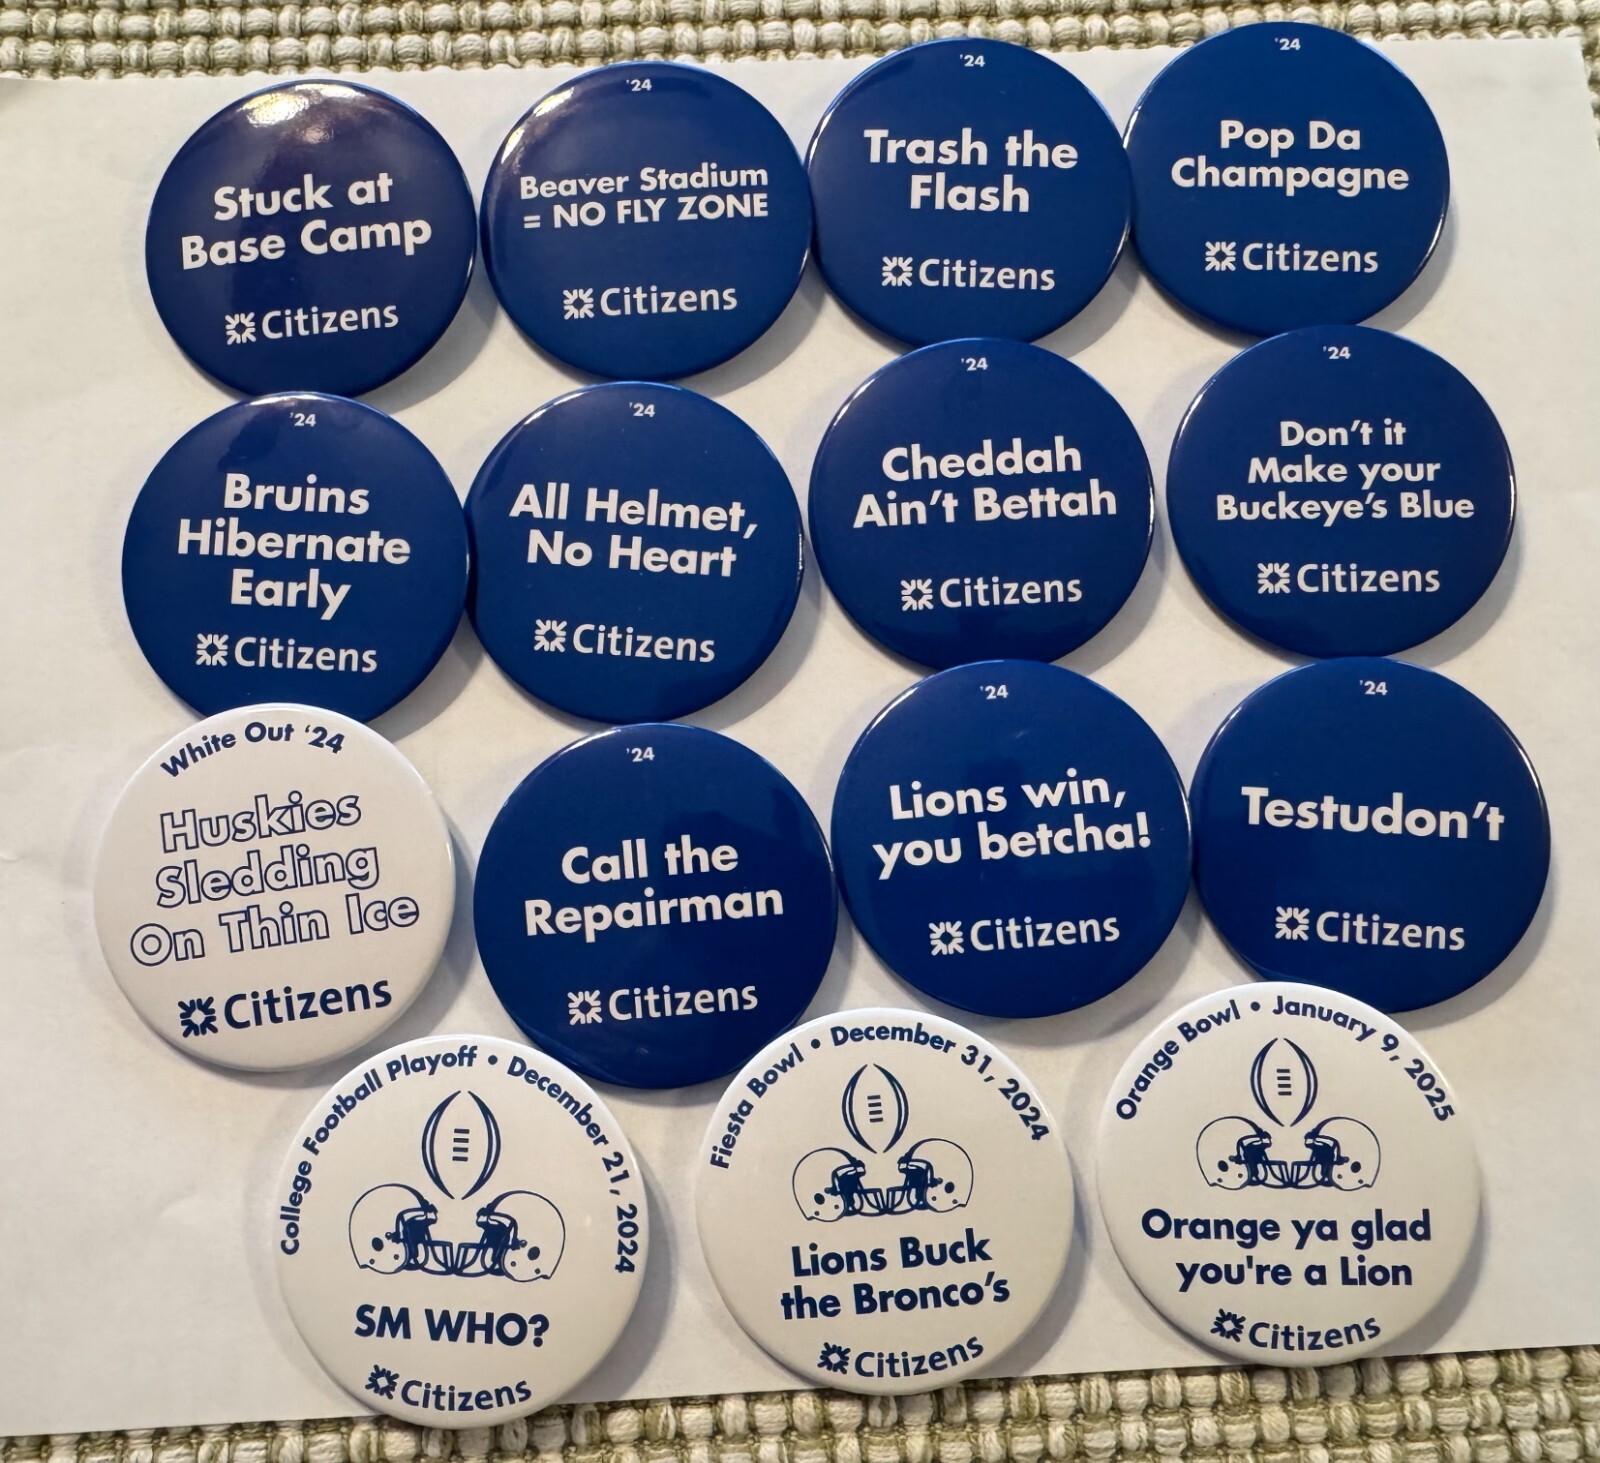 Stuck at
Base Camp
Citizens
'24
Beaver Stadium
= NO FLY ZONE
Citizens
'24
Trash the
Flash
Citizens
'24
Pop Da
Champagne
Citizens
'24
Bruins
Hibernate
Early
Citizens
'24
All Helmet,
No Heart
Citizens
'24
Cheddah
Ain't Bettah
Citizens
'24
Don't it
Make your
Buckeye's Blue
Citizens
White Out '24
Huskies
Sledding
On Thin Ice
Citizens
'24
Call the
Repairman
Citizens
'24
Lions win,
you betcha!
Citizens
'24
Testudon't
Citizens
College Football Playoff • December 21, 2024
SM WHO?
Citizens
Fiesta Bowl • December 31, 2024
Lions Buck
the Bronco's
Citizens
Orange Bowl • January 9, 2025
Orange ya glad
you're a Lion
Citizens